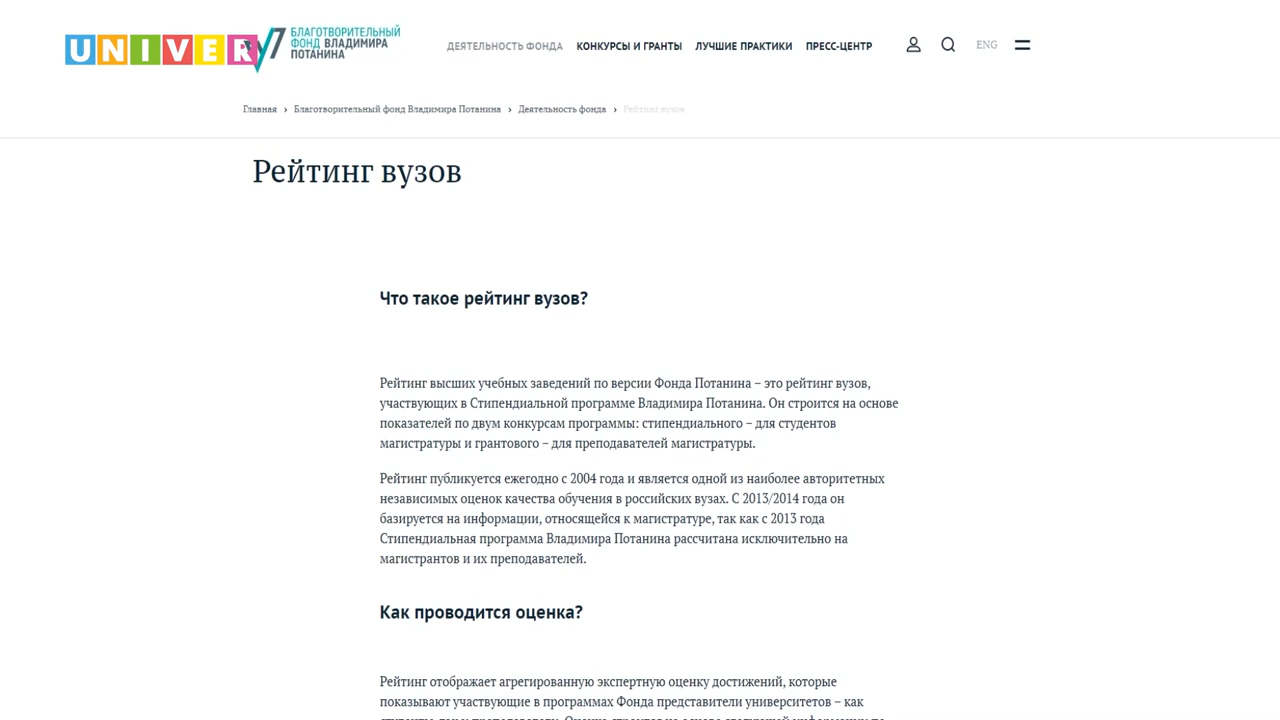 UNIVER
БЛАГОТВОРИТЕЛЬНЫЙ
ФОНД ВЛАДИМИРА
ПОТАНИНА
ДЕЯТЕЛЬНОСТЬ ФОНДА КОНКУРСЫ И ГРАНТЫ ЛУЧШИЕ ПРАКТИКИ ПРЕСС-ЦЕНТР ENG
Главная › Благотворительный фонд Владимира Потанина › Деятельность фонда › Рейтинг вузов
Рейтинг вузов
Что такое рейтинг вузов?
Рейтинг высших учебных заведений по версии Фонда Потанина – это рейтинг вузов,
участвующих в Стипендиальной программе Владимира Потанина. Он строится на основе
показателей по двум конкурсам программы: стипендиального – для студентов
магистратуры и грантового – для преподавателей магистратуры.
Рейтинг публикуется ежегодно с 2004 года и является одной из наиболее авторитетных
независимых оценок качества обучения в российских вузах. С 2013/2014 года он
базируется на информации, относящейся к магистратуре, так как с 2013 года
Стипендиальная программа Владимира Потанина рассчитана исключительно на
магистрантов и их преподавателей.
Как проводится оценка?
Рейтинг отображает агрегированную экспертную оценку достижений, которые
показывают участвующие в программах Фонда представители университетов – как